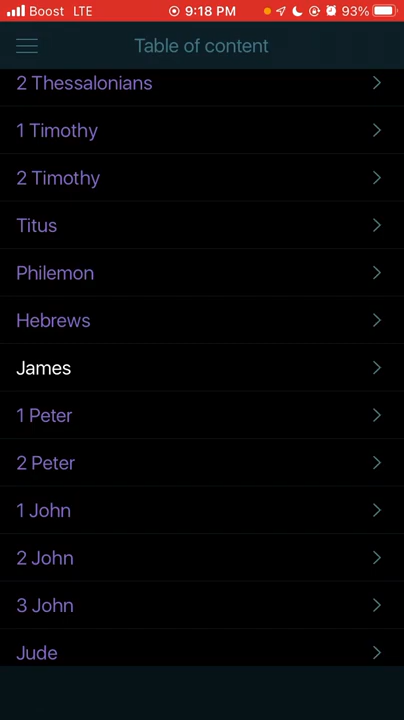 Boost LTE 9:18 PM 93%
Table of content
2 Thessalonians
1 Timothy
2 Timothy
Titus
Philemon
Hebrews
James
1 Peter
2 Peter
1 John
2 John
3 John
Jude